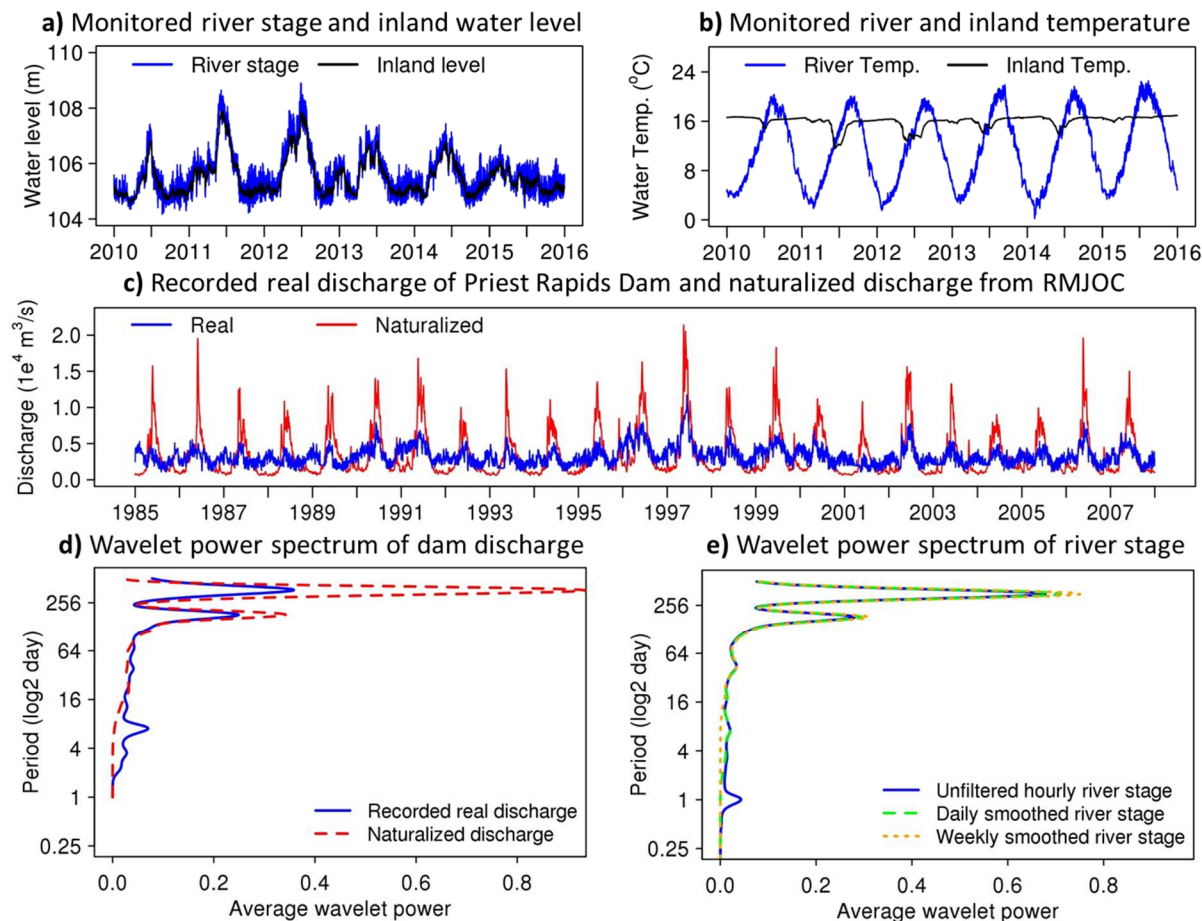 a) Monitored river stage and inland water level
River stage
Inland level
Water level (m)
110
108
106
104
2010 2011 2012 2013 2014 2015 2016
b) Monitored river and inland temperature
River Temp.
Inland Temp.
Water Temp. (°C)
24
16
8
0
2010 2011 2012 2013 2014 2015 2016
c) Recorded real discharge of Priest Rapids Dam and naturalized discharge from RMJOC
Real
Naturalized
Discharge (1e⁴ m³/s)
2.0
1.5
1.0
0.5
0.0
1985 1987 1989 1991 1993 1995 1997 1999 2001 2003 2005 2007
d) Wavelet power spectrum of dam discharge
Period (log2 day)
256
64
16
4
1
0.25
Recorded real discharge
Naturalized discharge
0.0 0.2 0.4 0.6 0.8
Average wavelet power
e) Wavelet power spectrum of river stage
Period (log2 day)
256
64
16
4
1
0.25
Unfiltered hourly river stage
Daily smoothed river stage
Weekly smoothed river stage
0.0 0.2 0.4 0.6 0.8
Average wavelet power